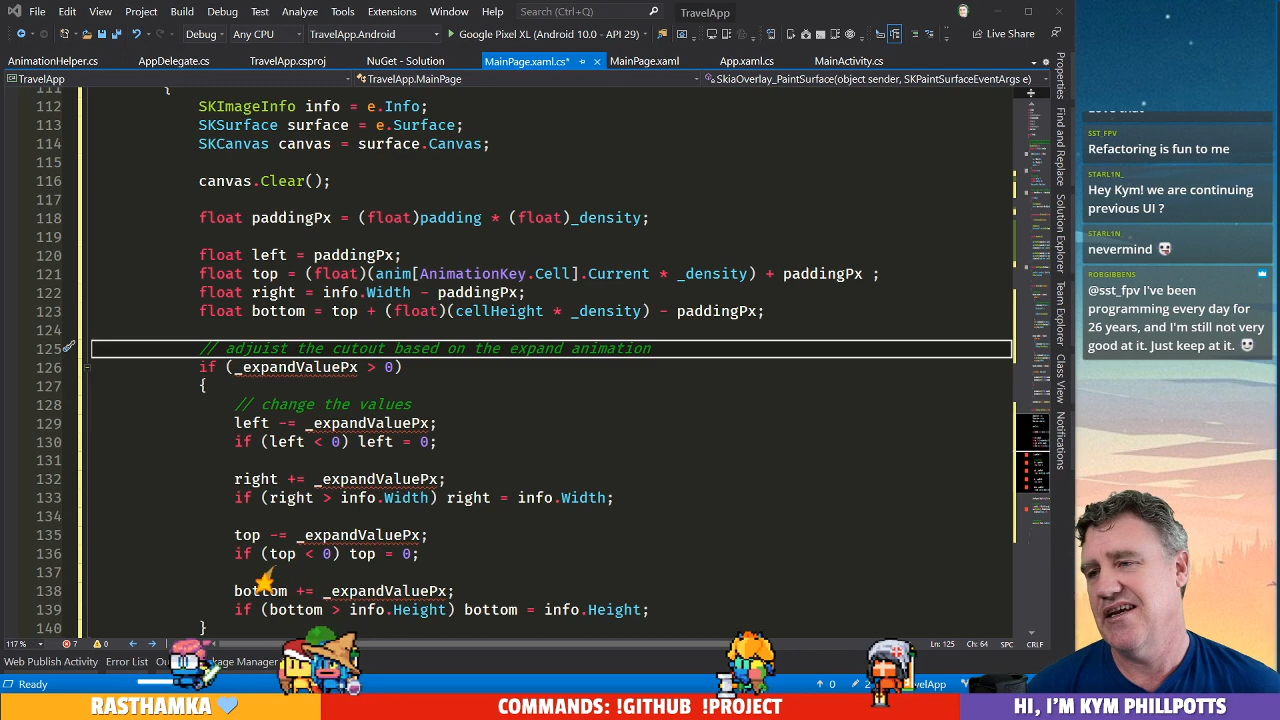 File Edit View Project Build Debug Test Analyze Tools Extensions Window Help Search (Ctrl+Q) TravelApp
Debug Any CPU TravelApp.Android Google Pixel XL (Android 10.0 - API 29) Live Share
AnimationHelper.cs AppDelegate.cs TravelApp.csproj NuGet - Solution MainPage.xaml.cs* MainPage.xaml App.xaml.cs MainActivity.cs
TravelApp TravelApp.MainPage SkiaOverlay_PaintSurface(object sender, SKPaintSurfaceEventArgs e)
111 {
112 SKImageInfo info = e.Info;
113 SKSurface surface = e.Surface;
114 SKCanvas canvas = surface.Canvas;
115
116 canvas.Clear();
117
118 float paddingPx = (float)padding * (float)_density;
119
120 float left = paddingPx;
121 float top = (float)(anim[AnimationKey.Cell].Current * _density) + paddingPx ;
122 float right = info.Width - paddingPx;
123 float bottom = top + (float)(cellHeight * _density) - paddingPx;
124
125 // adjuist the cutout based on the expand animation
126 if (_expandValuePx > 0)
127 {
128 // change the values
129 left -= _expandValuePx;
130 if (left < 0) left = 0;
131
132 right += _expandValuePx;
133 if (right > info.Width) right = info.Width;
134
135 top -= _expandValuePx;
136 if (top < 0) top = 0;
137
138 bottom += _expandValuePx;
139 if (bottom > info.Height) bottom = info.Height;
140 }
117 % 7 0 Ln: 125 Ch: 64 SPC CRLF
Web Publish Activity Error List Manager
Ready 0
Properties
Find and Replace
Solution Explorer
Team Explorer
Class View
Notifications
SST_FPV
Refactoring is fun to me
STARL1N_
Hey Kym! we are continuing
previous UI ?
STARL1N_
nevermind
ROBGIBBENS
@sst_fpv I've been
programming every day for
26 years, and I'm still not very
good at it. Just keep at it.
RASTHAMKA COMMANDS: !GITHUB !PROJECT HI, I'M KYM PHILLPOTTS